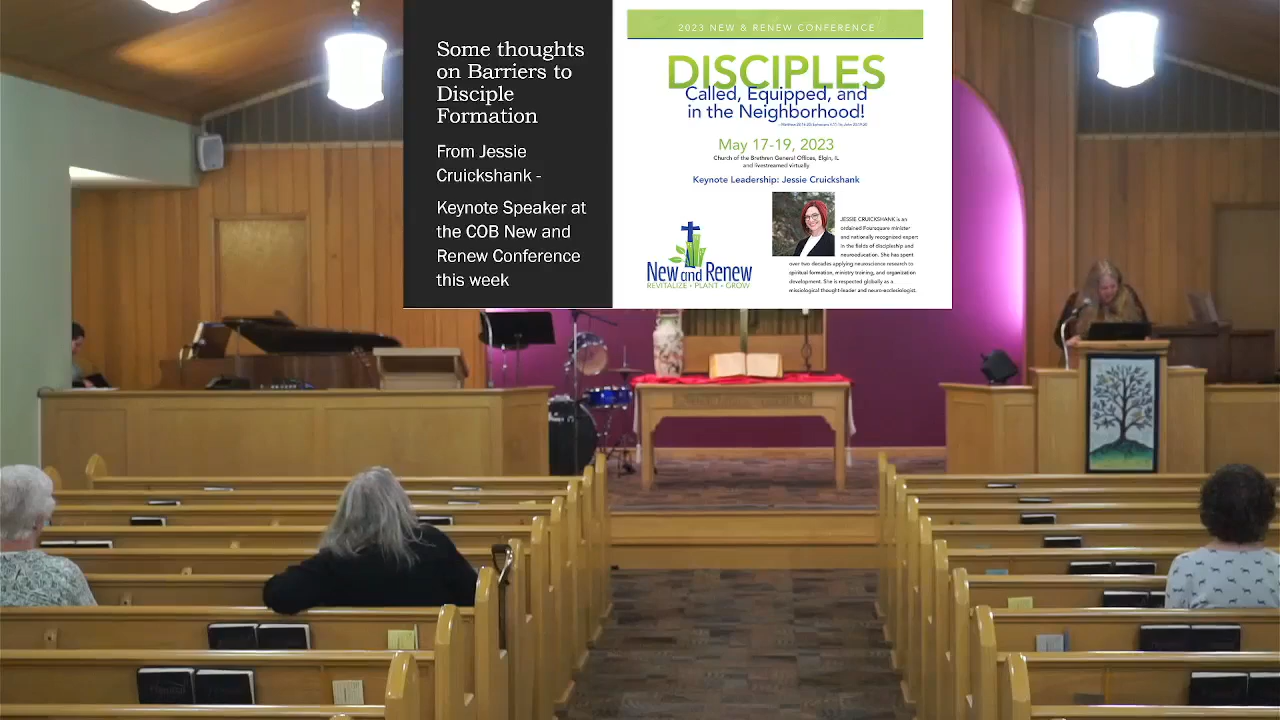 Some thoughts
on Barriers to
Disciple
Formation
From Jessie
Cruickshank -
Keynote Speaker at
the COB New and
Renew Conference
this week
2023 NEW & RENEW CONFERENCE
DISCIPLES
Called, Equipped, and
in the Neighborhood!
May 17-19, 2023
Church of the Brethren General Offices, Elgin, IL
and livestreamed virtually
Keynote Leadership: Jessie Cruickshank
JESSIE CRUICKSHANK is an
ordained Foursquare minister
and nationally recognized expert
in the fields of discipleship and
neuroeducation. She has spent
over two decades applying neuroscience research to
spiritual formation, ministry training, and organization
development. She is respected globally as a
missiological thought-leader and neuro-ecclesiologist.
New and Renew
REVITALIZE • PLANT • GROW